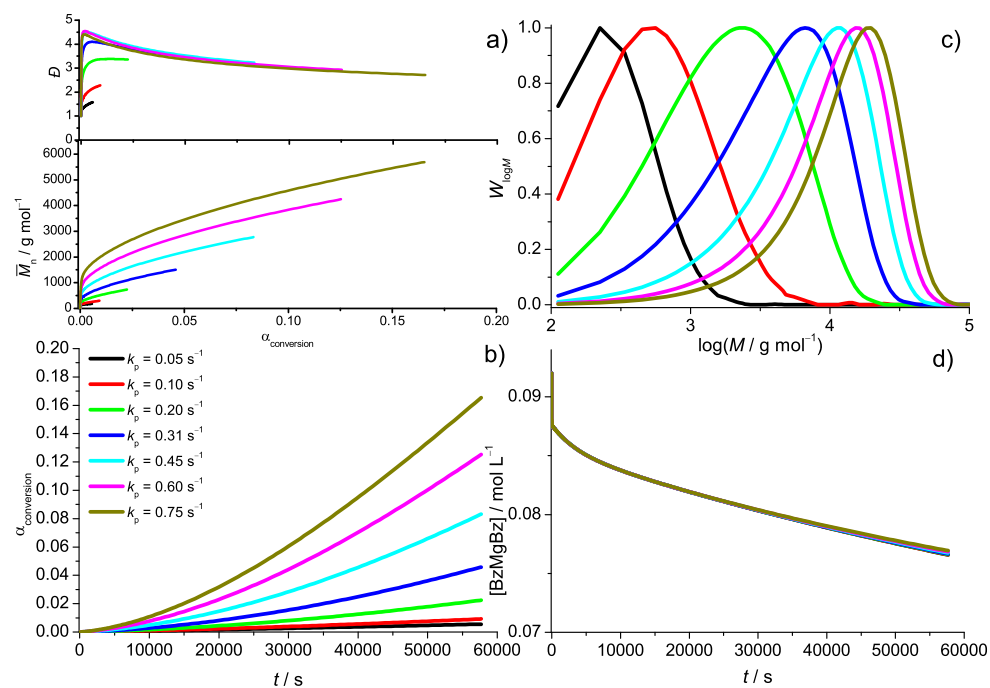 a)
5
4
3
2
1
0
Đ
6000
5000
4000
3000
2000
1000
0
M̅n / g mol⁻¹
0.00 0.05 0.10 0.15 0.20
αconversion
c)
1.0
0.8
0.6
0.4
0.2
0.0
WlogM
2 3 4 5
log(M / g mol⁻¹)
b)
0.20
0.18
0.16
0.14
0.12
0.10
0.08
0.06
0.04
0.02
0.00
αconversion
kp = 0.05 s⁻¹
kp = 0.10 s⁻¹
kp = 0.20 s⁻¹
kp = 0.31 s⁻¹
kp = 0.45 s⁻¹
kp = 0.60 s⁻¹
kp = 0.75 s⁻¹
0 10000 20000 30000 40000 50000 60000
t / s
d)
0.09
0.08
0.07
[BzMgBz] / mol L⁻¹
0 10000 20000 30000 40000 50000 60000
t / s